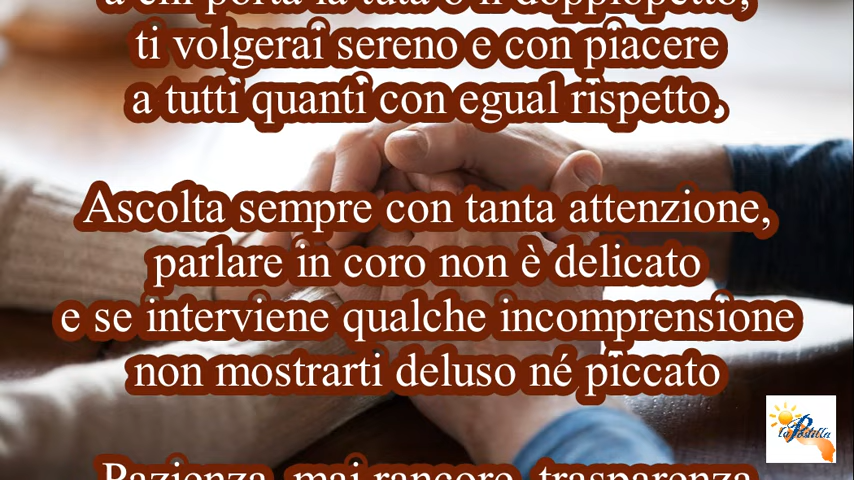 a chi porta la tuta o il doppiopetto,
ti volgerai sereno e con piacere
a tutti quanti con egual rispetto.
Ascolta sempre con tanta attenzione,
parlare in coro non è delicato
e se interviene qualche incomprensione
non mostrarti deluso né piccato
Pazienza, mai rancore, trasparenza
la Postilla